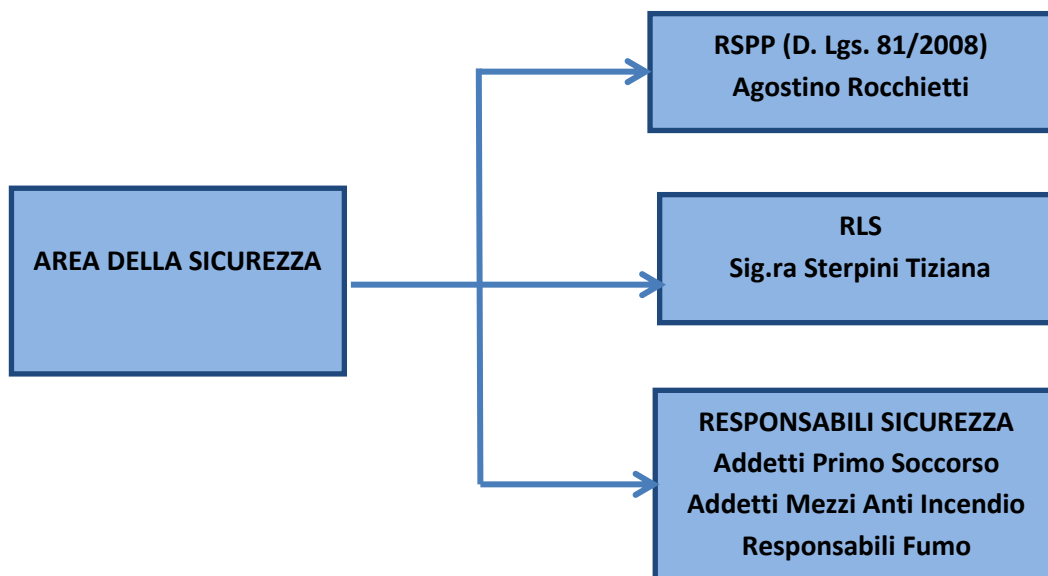 AREA DELLA SICUREZZA
RSPP (D. Lgs. 81/2008)
Agostino Rocchietti
RLS
Sig.ra Sterpini Tiziana
RESPONSABILI SICUREZZA
Addetti Primo Soccorso
Addetti Mezzi Anti Incendio
Responsabili Fumo